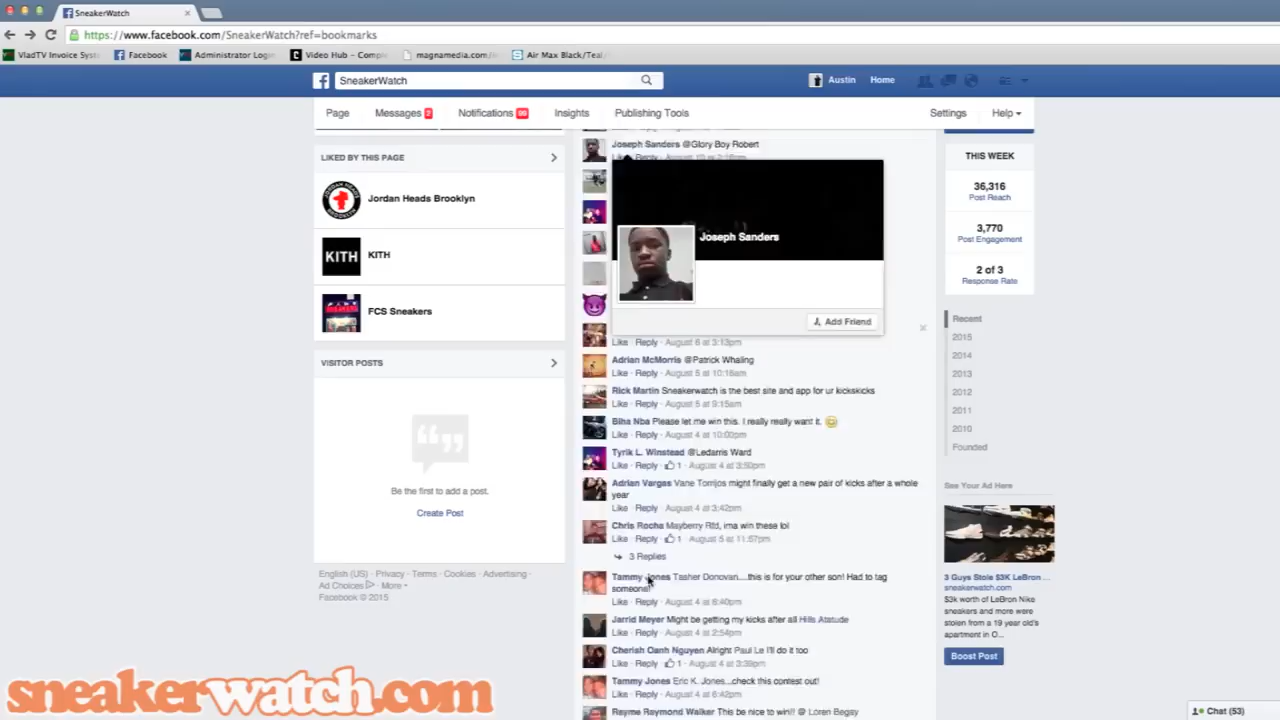 SneakerWatch
https://www.facebook.com/SneakerWatch?ref=bookmarks
VladTV Invoice Syst
Facebook
Administrator Login
Video Hub - Compl
magnamedia.com/
Air Max Black/Teal
SneakerWatch
Austin Home
Page Messages 2 Notifications 99 Insights Publishing Tools Settings Help
LIKED BY THIS PAGE
Jordan Heads Brooklyn
KITH
KITH
FCS Sneakers
VISITOR POSTS
Be the first to add a post.
Create Post
English (US) · Privacy · Terms · Cookies · Advertising ·
Ad Choices · More
Facebook © 2015
Joseph Sanders @Glory Boy Robert
Joseph Sanders
Add Friend
Like · Reply · August 6 at 3:13pm
Adrian McMorris @Patrick Whaling
Like · Reply · August 5 at 10:16am
Rick Martin Sneakerwatch is the best site and app for ur kickskicks
Like · Reply · August 5 at 9:15am
Biha Nba Please let me win this. I really really want it.
Like · Reply · August 4 at 10:00pm
Tyrik L. Winstead @Ledarris Ward
Like · Reply · 1 · August 4 at 3:50pm
Adrian Vargas Vane Torrijos might finally get a new pair of kicks after a whole
year
Like · Reply · August 4 at 3:42pm
Chris Rocha Mayberry Rtd, ima win these lol
Like · Reply · 1 · August 5 at 11:57pm
3 Replies
Tammy Jones Tasher Donovan....this is for your other son! Had to tag
someone!
Like · Reply · August 4 at 6:40pm
Jarrid Meyer Might be getting my kicks after all Hills Atatude
Like · Reply · August 4 at 2:54pm
Cherish Oanh Nguyen Alright Paul Le I'll do it too
Like · Reply · 1 · August 4 at 3:39pm
Tammy Jones Eric K. Jones...check this contest out!
Like · Reply · August 4 at 6:42pm
Rayme Raymond Walker This be nice to win!! @ Loren Begsy
THIS WEEK
36,316
Post Reach
3,770
Post Engagement
2 of 3
Response Rate
Recent
2015
2014
2013
2012
2011
2010
Founded
See Your Ad Here
3 Guys Stole $3K LeBron ...
sneakerwatch.com
$3k worth of LeBron Nike
sneakers and more were
stolen from a 19 year old's
apartment in O...
Boost Post
Chat (53)
sneakerwatch.com